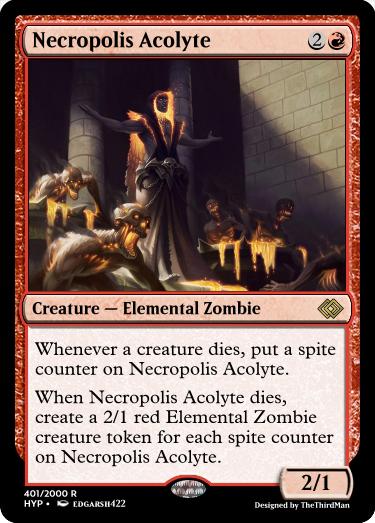 Necropolis Acolyte 2
Creature — Elemental Zombie
Whenever a creature dies, put a spite
counter on Necropolis Acolyte.
When Necropolis Acolyte dies,
create a 2/1 red Elemental Zombie
creature token for each spite counter
on Necropolis Acolyte.
2/1
401/2000 R
HYP • EDGARSH422
Designed by TheThirdMan